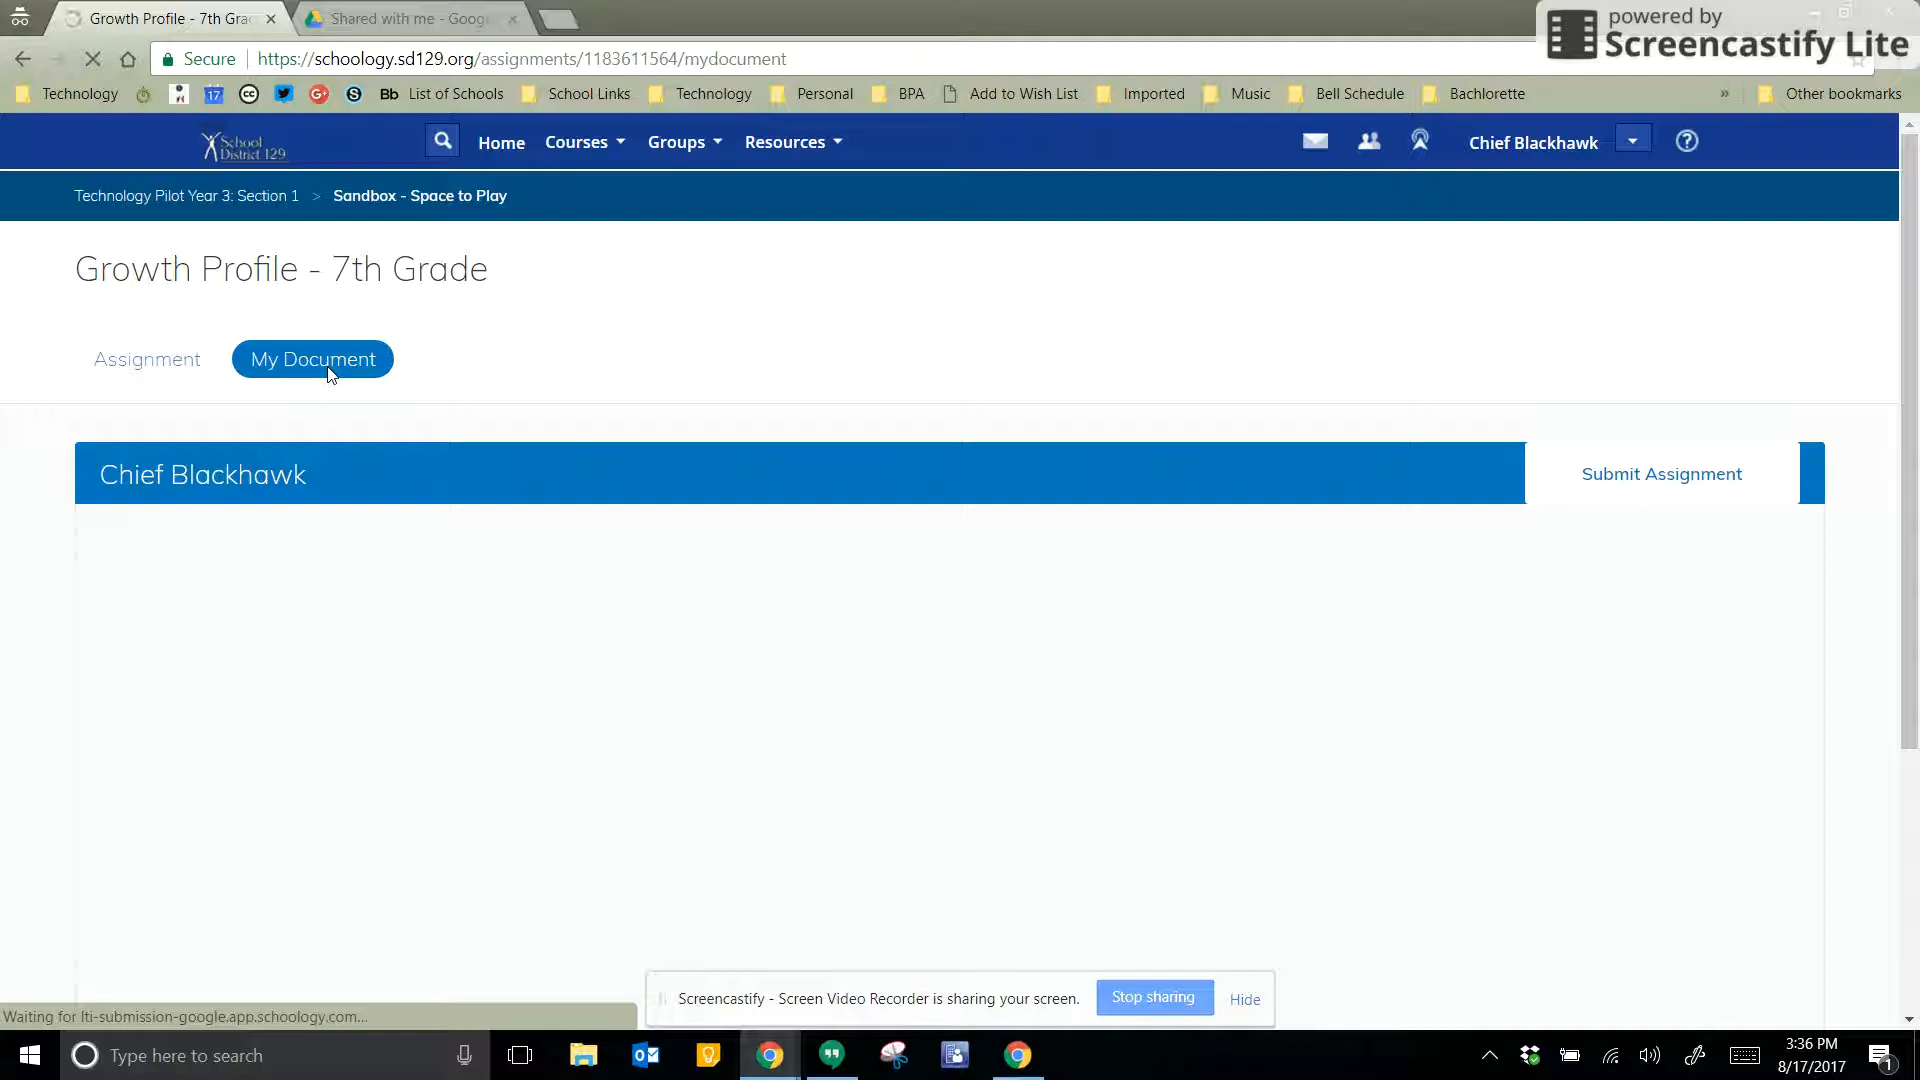 Growth Profile - 7th Gra
Shared with me - Goog
powered by
Screencastify Lite
Secure
https://schoology.sd129.org/assignments/1183611564/mydocument
Technology
17
cc
G+
S
Bb List of Schools
School Links
Technology
Personal
BPA
Add to Wish List
Imported
Music
Bell Schedule
Bachlorette
»
Other bookmarks
School
District 129
Home
Courses
Groups
Resources
Chief Blackhawk
?
Technology Pilot Year 3: Section 1 > Sandbox - Space to Play
Growth Profile - 7th Grade
Assignment
My Document
Chief Blackhawk
Submit Assignment
Screencastify - Screen Video Recorder is sharing your screen.
Stop sharing
Hide
Waiting for lti-submission-google.app.schoology.com...
Type here to search
3:36 PM
8/17/2017
1